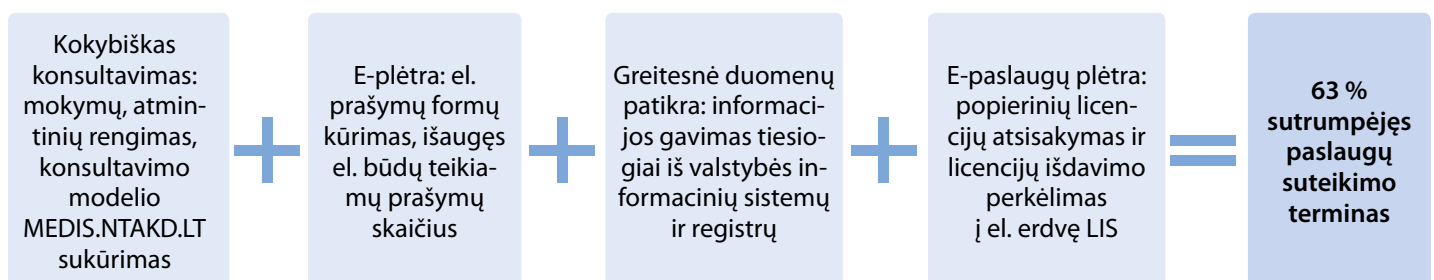 Kokybiškas
konsultavimas:
mokymų, atmin-
tinių rengimas,
konsultavimo
modelio
MEDIS.NTAKD.LT
sukūrimas
+
E-plėtra: el.
prašymų formų
kūrimas, išaugęs
el. būdų teikia-
mų prašymų
skaičius
+
Greitesnė duomenų
patikra: informaci-
jos gavimas tiesio-
giai iš valstybės in-
formacinių sistemų
ir registrų
+
E-paslaugų plėtra:
popierinių licen-
cijų atsisakymas ir
licencijų išdavimo
perkėlimas
į el. erdvę LIS
=
63 %
sutrumpėjęs
paslaugų
suteikimo
terminas